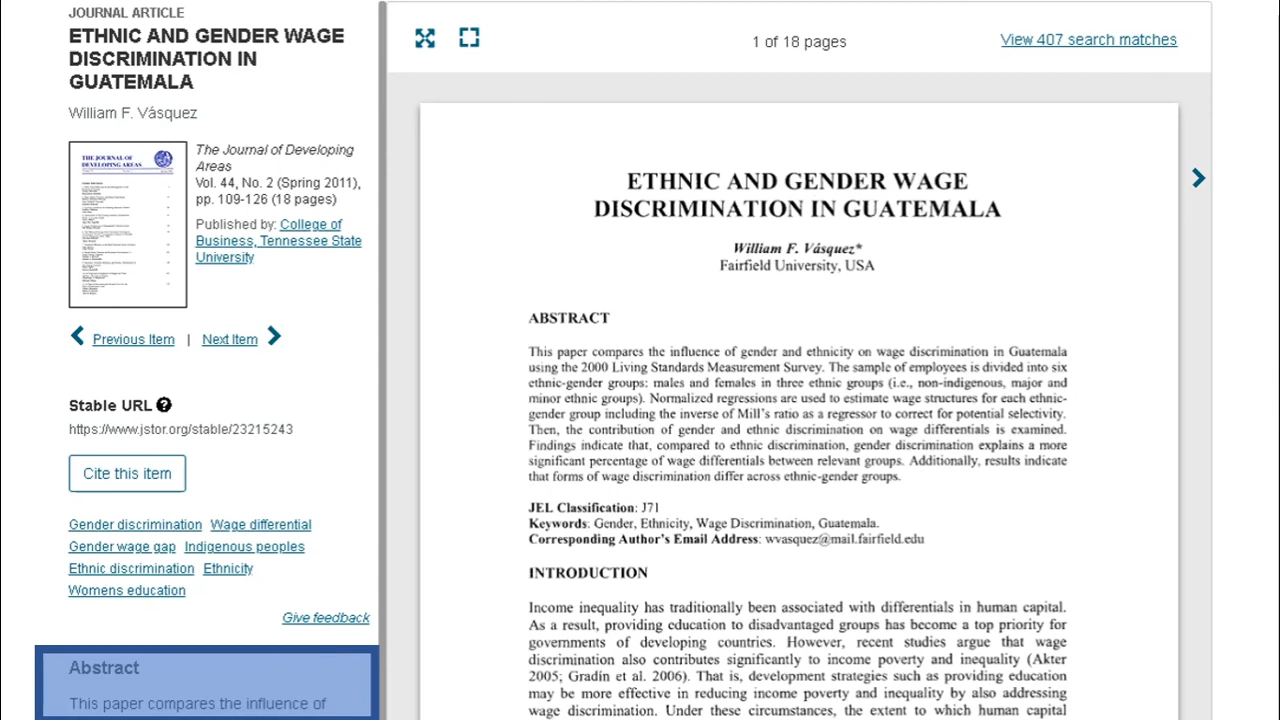 JOURNAL ARTICLE
ETHNIC AND GENDER WAGE
DISCRIMINATION IN
GUATEMALA
William F. Vásquez
THE JOURNAL OF
DEVELOPING AREAS
The Journal of Developing
Areas
Vol. 44, No. 2 (Spring 2011),
pp. 109-126 (18 pages)
Published by: College of
Business, Tennessee State
University
Previous Item | Next Item
Stable URL
https://www.jstor.org/stable/23215243
Cite this item
Gender discrimination Wage differential
Gender wage gap Indigenous peoples
Ethnic discrimination Ethnicity
Womens education
Give feedback
Abstract
This paper compares the influence of
1 of 18 pages
View 407 search matches
ETHNIC AND GENDER WAGE
DISCRIMINATION IN GUATEMALA
William F. Vásquez*
Fairfield University, USA
ABSTRACT
This paper compares the influence of gender and ethnicity on wage discrimination in Guatemala
using the 2000 Living Standards Measurement Survey. The sample of employees is divided into six
ethnic-gender groups: males and females in three ethnic groups (i.e., non-indigenous, major and
minor ethnic groups). Normalized regressions are used to estimate wage structures for each ethnic-
gender group including the inverse of Mill's ratio as a regressor to correct for potential selectivity.
Then, the contribution of gender and ethnic discrimination on wage differentials is examined.
Findings indicate that, compared to ethnic discrimination, gender discrimination explains a more
significant percentage of wage differentials between relevant groups. Additionally, results indicate
that forms of wage discrimination differ across ethnic-gender groups.
JEL Classification: J71
Keywords: Gender, Ethnicity, Wage Discrimination, Guatemala.
Corresponding Author's Email Address: wvasquez@mail.fairfield.edu
INTRODUCTION
Income inequality has traditionally been associated with differentials in human capital.
As a result, providing education to disadvantaged groups has become a top priority for
governments of developing countries. However, recent studies argue that wage
discrimination also contributes significantly to income poverty and inequality (Akter
2005; Gradín et al. 2006). That is, development strategies such as providing education
may be more effective in reducing income poverty and inequality by also addressing
wage discrimination. Under these circumstances, the extent to which human capital